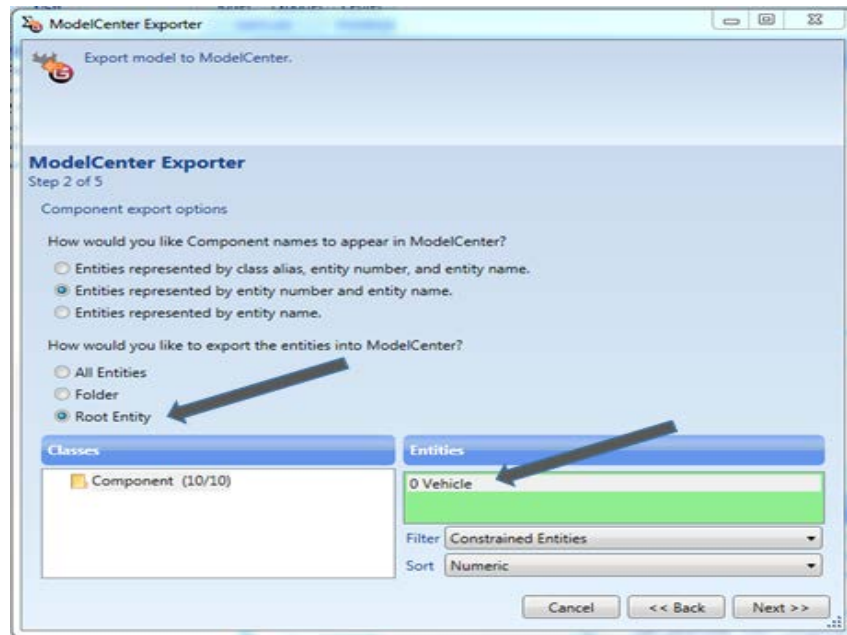 ModelCenter Exporter
Export model to ModelCenter.
ModelCenter Exporter
Step 2 of 5
Component export options
How would you like Component names to appear in ModelCenter?
Entities represented by class alias, entity number, and entity name.
Entities represented by entity number and entity name.
Entities represented by entity name.
How would you like to export the entities into ModelCenter?
All Entities
Folder
Root Entity
Classes
Component (10/10)
Entities
0 Vehicle
Filter Constrained Entities
Sort Numeric
Cancel << Back Next >>